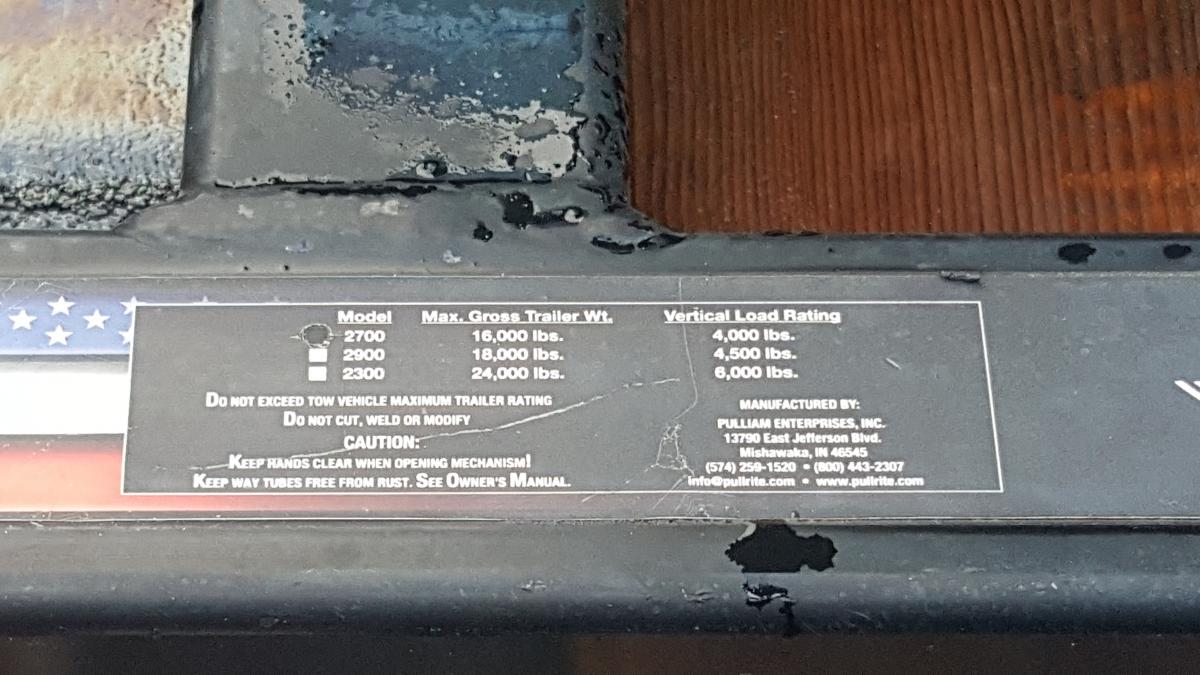 Model Max. Gross Trailer Wt. Vertical Load Rating
2700 16,000 lbs. 4,000 lbs.
2900 18,000 lbs. 4,500 lbs.
2300 24,000 lbs. 6,000 lbs.
DO NOT EXCEED TOW VEHICLE MAXIMUM TRAILER RATING
DO NOT CUT, WELD OR MODIFY
CAUTION:
KEEP HANDS CLEAR WHEN OPENING MECHANISM!
KEEP WAY TUBES FREE FROM RUST. SEE OWNER'S MANUAL.
MANUFACTURED BY:
PULLIAM ENTERPRISES, INC.
13790 East Jefferson Blvd.
Mishawaka, IN 46545
(574) 259-1520 • (800) 443-2307
info@pullrite.com • www.pullrite.com